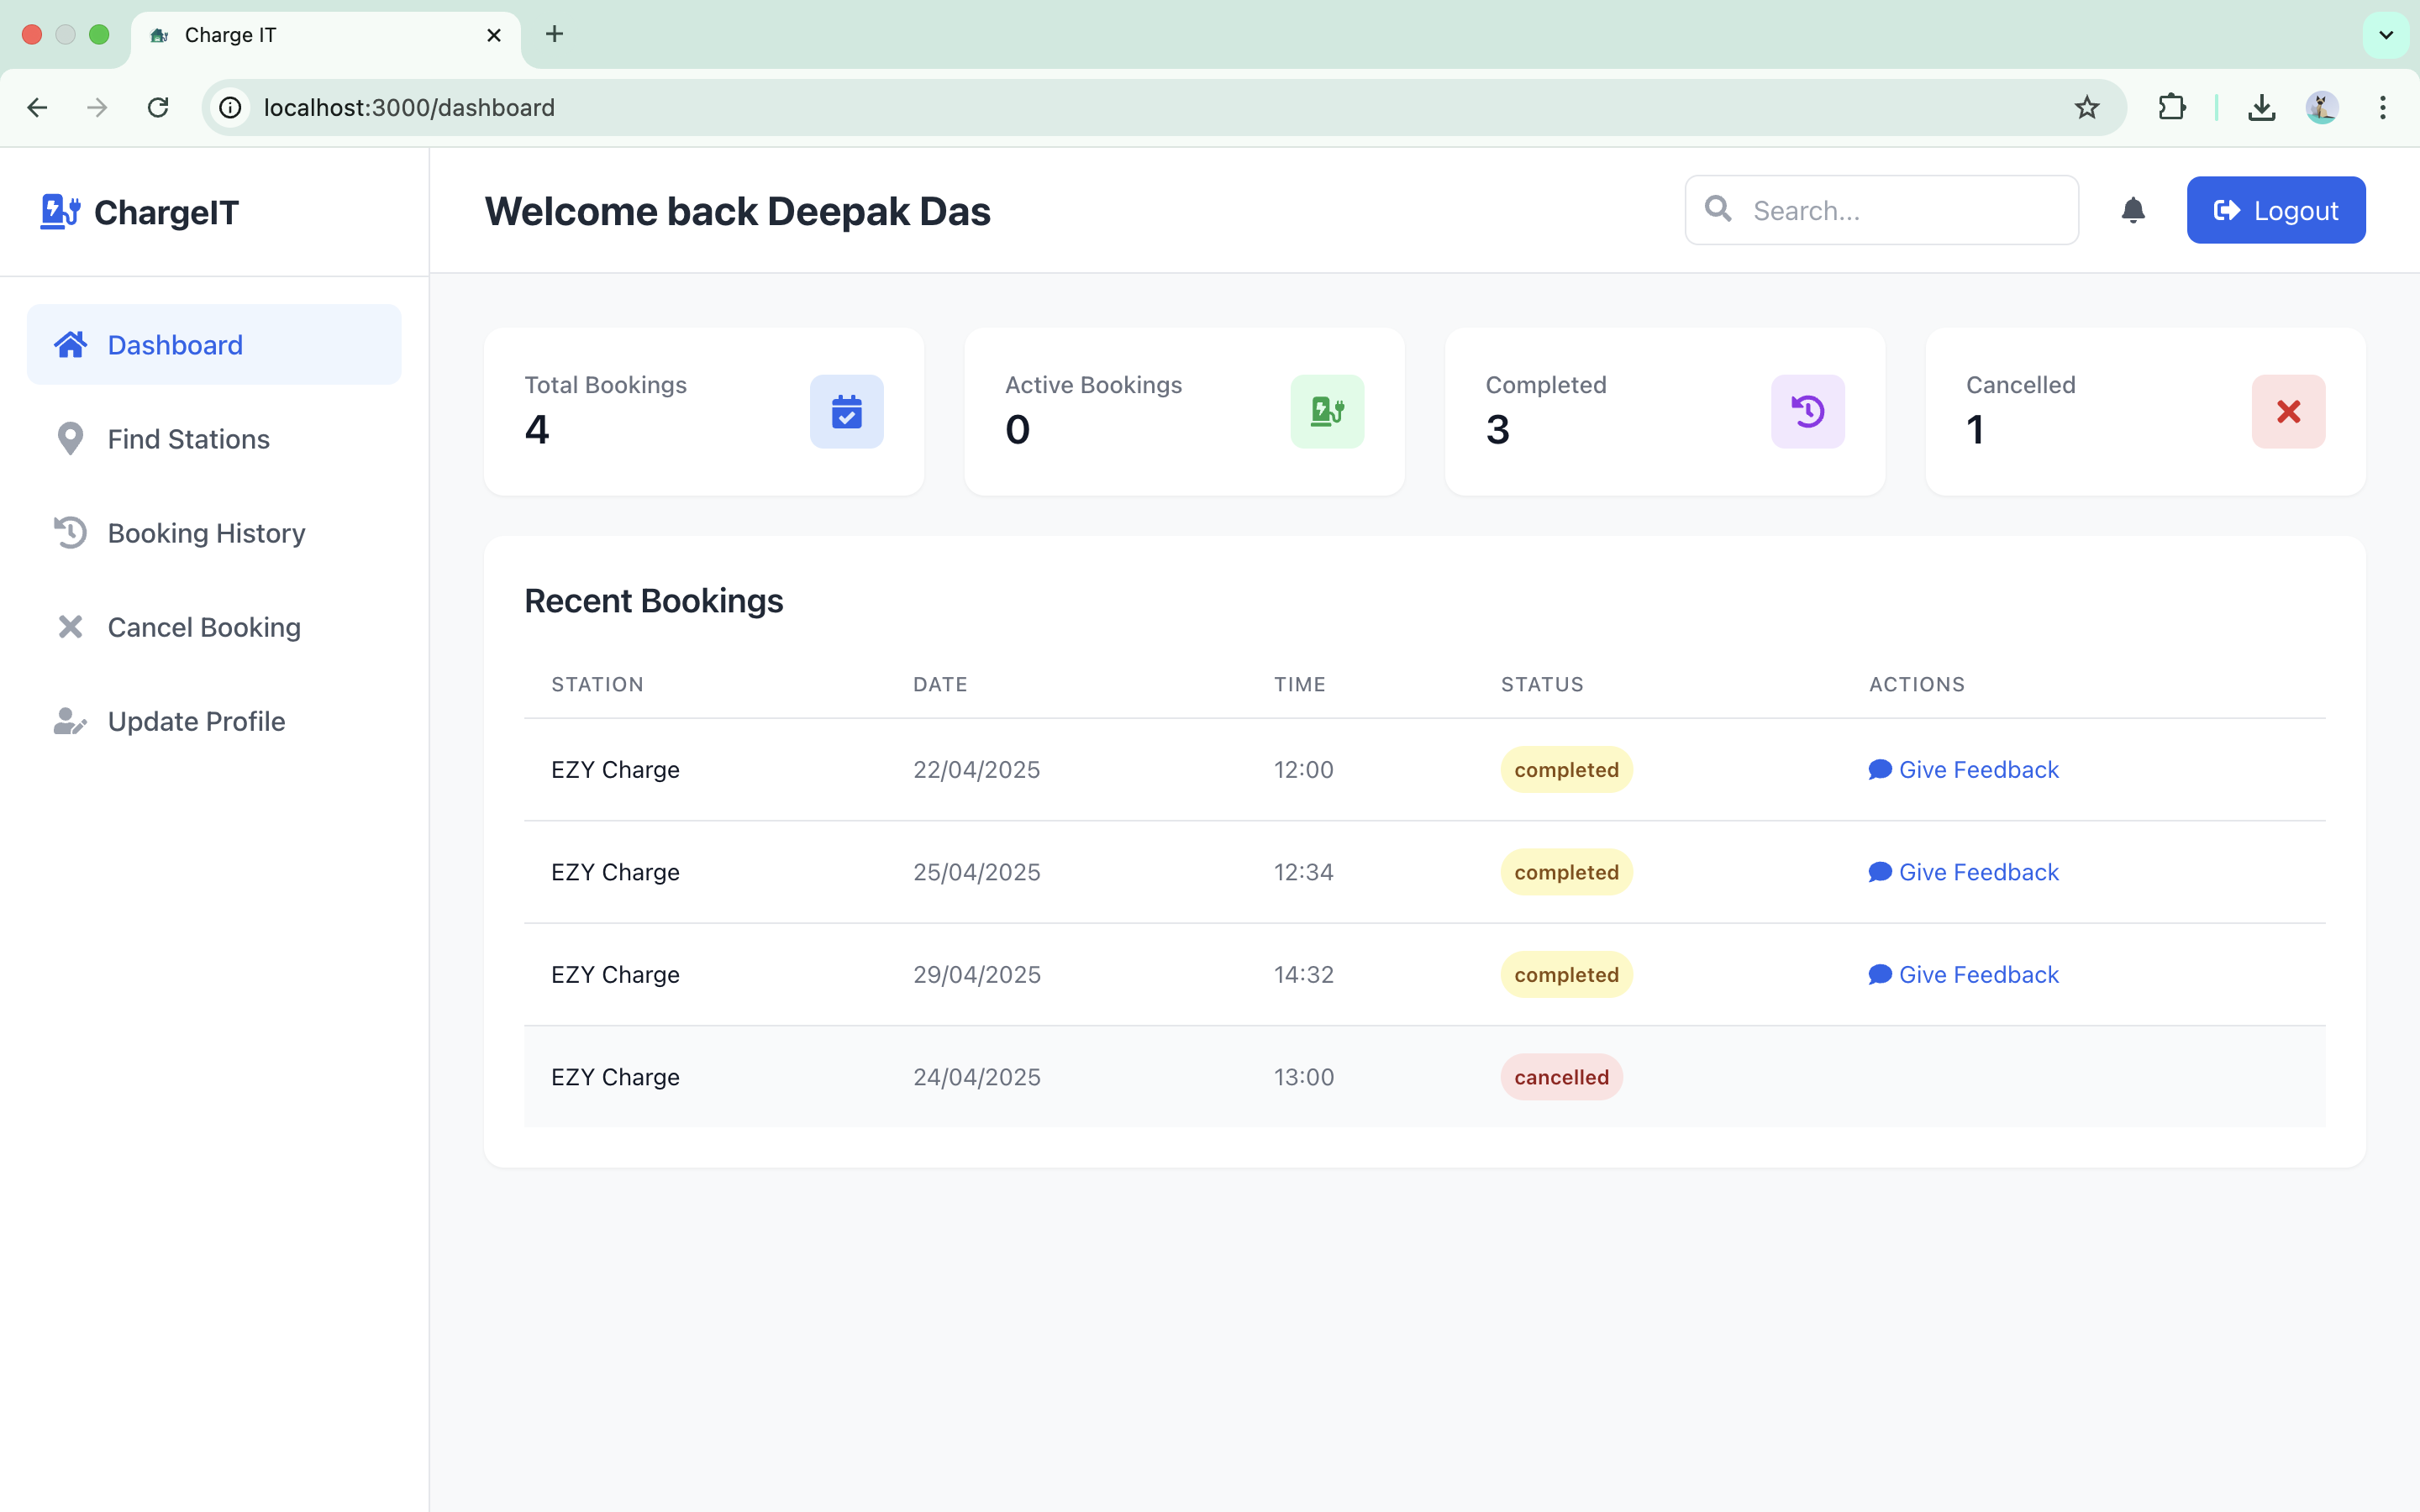 Charge IT
localhost:3000/dashboard
ChargeIT
Welcome back Deepak Das
Search...
Logout
Dashboard
Find Stations
Booking History
Cancel Booking
Update Profile
Total Bookings
4
Active Bookings
0
Completed
3
Cancelled
1
Recent Bookings
STATION DATE TIME STATUS ACTIONS
EZY Charge 22/04/2025 12:00 completed Give Feedback
EZY Charge 25/04/2025 12:34 completed Give Feedback
EZY Charge 29/04/2025 14:32 completed Give Feedback
EZY Charge 24/04/2025 13:00 cancelled